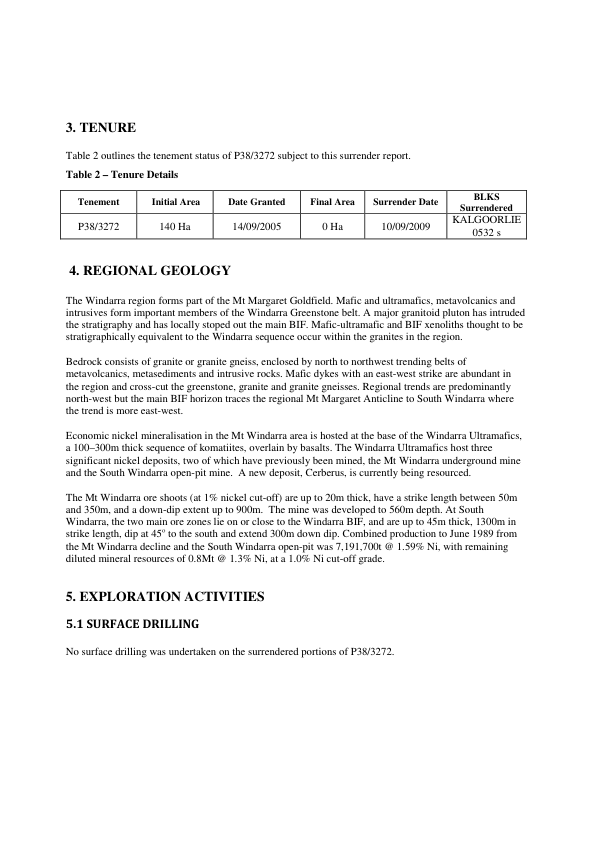 3. TENURE
Table 2 outlines the tenement status of P38/3272 subject to this surrender report.
Table 2 – Tenure Details
Tenement Initial Area Date Granted Final Area Surrender Date BLKS Surrendered
P38/3272 140 Ha 14/09/2005 0 Ha 10/09/2009 KALGOORLIE 0532 s
4. REGIONAL GEOLOGY
The Windarra region forms part of the Mt Margaret Goldfield. Mafic and ultramafics, metavolcanics and
intrusives form important members of the Windarra Greenstone belt. A major granitoid pluton has intruded
the stratigraphy and has locally stoped out the main BIF. Mafic-ultramafic and BIF xenoliths thought to be
stratigraphically equivalent to the Windarra sequence occur within the granites in the region.
Bedrock consists of granite or granite gneiss, enclosed by north to northwest trending belts of
metavolcanics, metasediments and intrusive rocks. Mafic dykes with an east-west strike are abundant in
the region and cross-cut the greenstone, granite and granite gneisses. Regional trends are predominantly
north-west but the main BIF horizon traces the regional Mt Margaret Anticline to South Windarra where
the trend is more east-west.
Economic nickel mineralisation in the Mt Windarra area is hosted at the base of the Windarra Ultramafics,
a 100–300m thick sequence of komatiites, overlain by basalts. The Windarra Ultramafics host three
significant nickel deposits, two of which have previously been mined, the Mt Windarra underground mine
and the South Windarra open-pit mine. A new deposit, Cerberus, is currently being resourced.
The Mt Windarra ore shoots (at 1% nickel cut-off) are up to 20m thick, have a strike length between 50m
and 350m, and a down-dip extent up to 900m. The mine was developed to 560m depth. At South
Windarra, the two main ore zones lie on or close to the Windarra BIF, and are up to 45m thick, 1300m in
strike length, dip at 45° to the south and extend 300m down dip. Combined production to June 1989 from
the Mt Windarra decline and the South Windarra open-pit was 7,191,700t @ 1.59% Ni, with remaining
diluted mineral resources of 0.8Mt @ 1.3% Ni, at a 1.0% Ni cut-off grade.
5. EXPLORATION ACTIVITIES
5.1 SURFACE DRILLING
No surface drilling was undertaken on the surrendered portions of P38/3272.